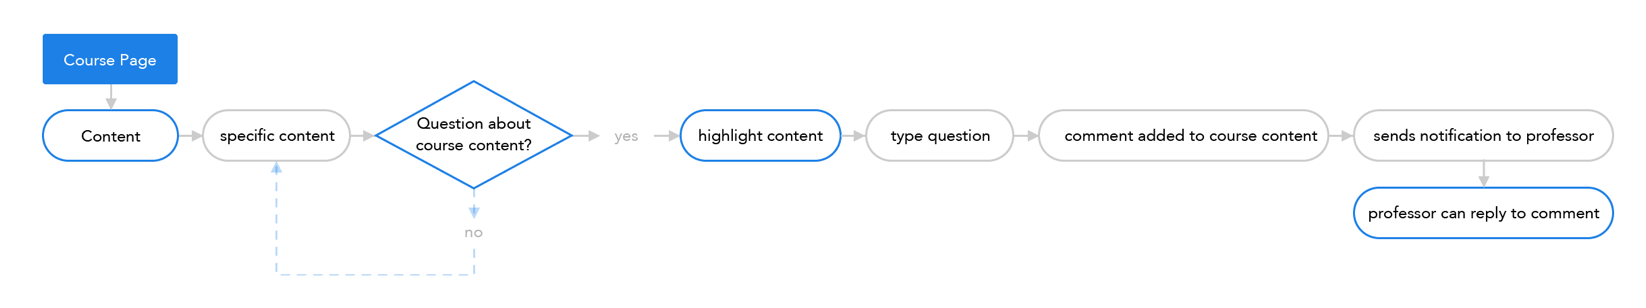 Course Page
Content
specific content
Question about
course content?
yes
highlight content
type question
comment added to course content
sends notification to professor
professor can reply to comment
no